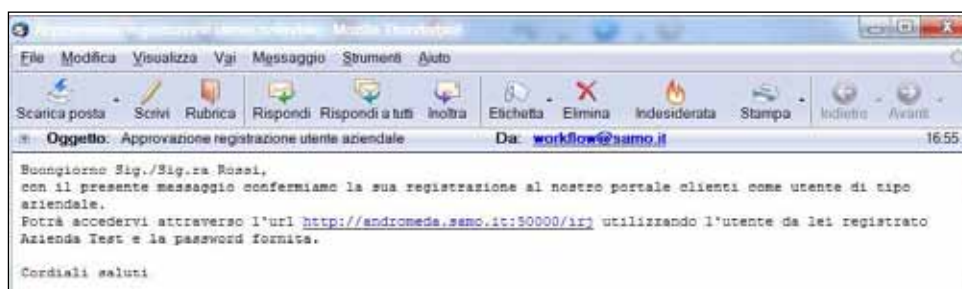 File Modifica Visualizza Vai Messaggio Strumenti Aiuto
Scarica posta Scrivi Rubrica Rispondi Rispondi a tutti Inoltra Etichetta Elimina Indesiderata Stampa Indietro Avanti
Oggetto: Approvazione registrazione utente aziendale Da: workflow@samo.it 16.55
Buongiorno Sig./Sig.ra Rossi,
con il presente messaggio confermiamo la sua registrazione al nostro portale clienti come utente di tipo
aziendale.
Potrà accedervi attraverso l'url http://andromeda.samo.it:50000/irj utilizzando l'utente da lei registrato
Azienda Test e la password fornita.
Cordiali saluti